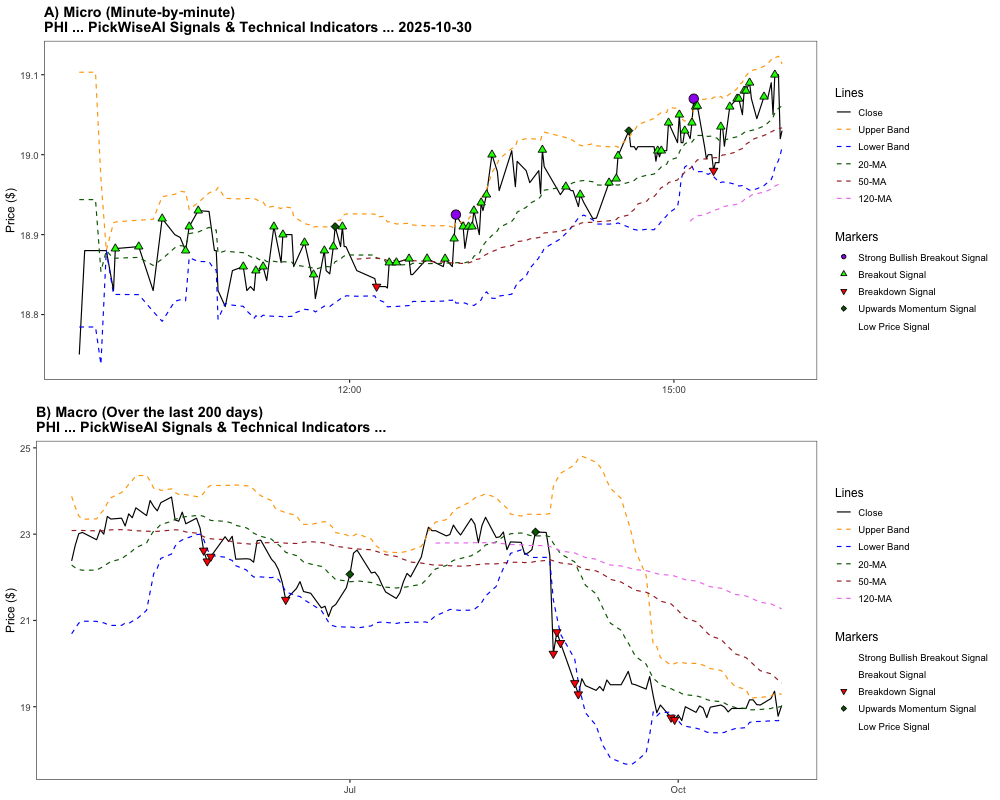 A) Micro (Minute-by-minute)
PHI ... PickWiseAI Signals & Technical Indicators ... 2025-10-30
Price ($)
19.1
19.0
18.9
18.8
12:00
15:00
Lines
Close
Upper Band
Lower Band
20-MA
50-MA
120-MA
Markers
Strong Bullish Breakout Signal
Breakout Signal
Breakdown Signal
Upwards Momentum Signal
Low Price Signal
B) Macro (Over the last 200 days)
PHI ... PickWiseAI Signals & Technical Indicators ...
Price ($)
25
23
21
19
Jul
Oct
Lines
Close
Upper Band
Lower Band
20-MA
50-MA
120-MA
Markers
Strong Bullish Breakout Signal
Breakout Signal
Breakdown Signal
Upwards Momentum Signal
Low Price Signal